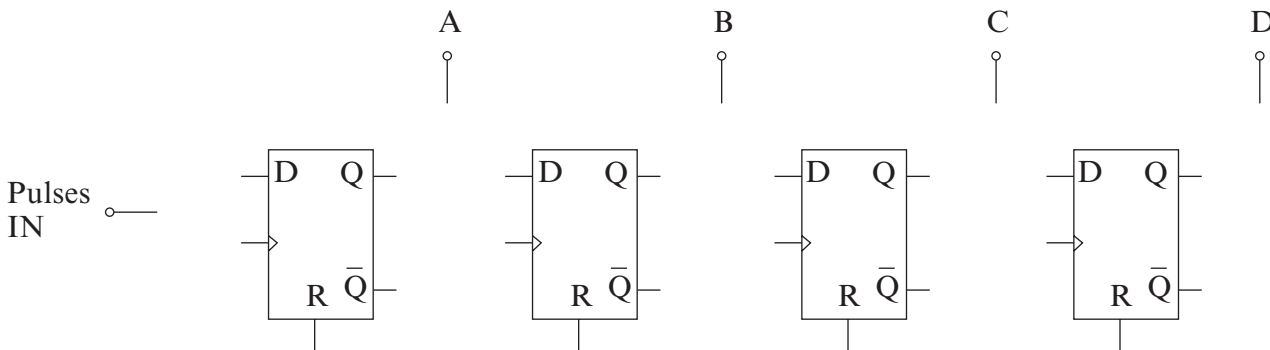 A B C D
D Q D Q D Q D Q
Pulses
IN
R Q̅ R Q̅ R Q̅ R Q̅